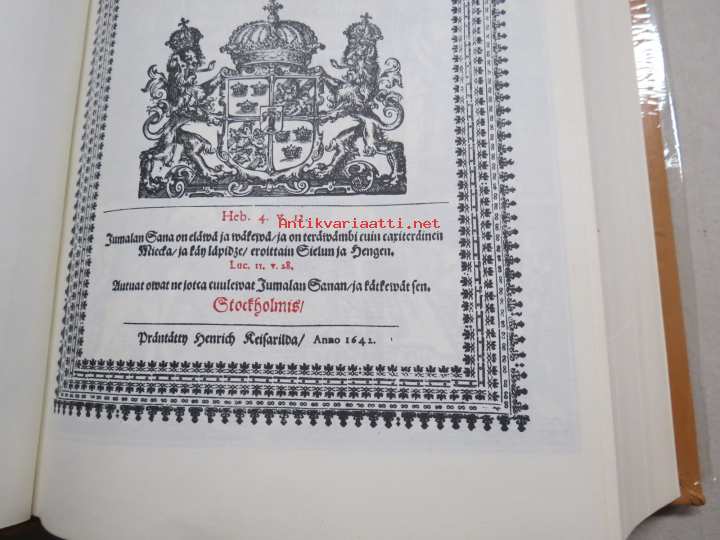 Heb. 4. v. 12.
Antikvariaatti.net
Jumalan Sana on eläwä ja wäkewä/ ja on teräwämbi cuin caxiteräinen
Miecka/ ja käy läpidze/ eroittain Sielun ja Hengen.
Luc. 11. v. 28.
Autuat owat ne jotca cuulewat Jumalan Sanan/ ja kätkewät sen.
Stockholmis/
Präntätty Henrich Keisarilda/ Anno 1642.